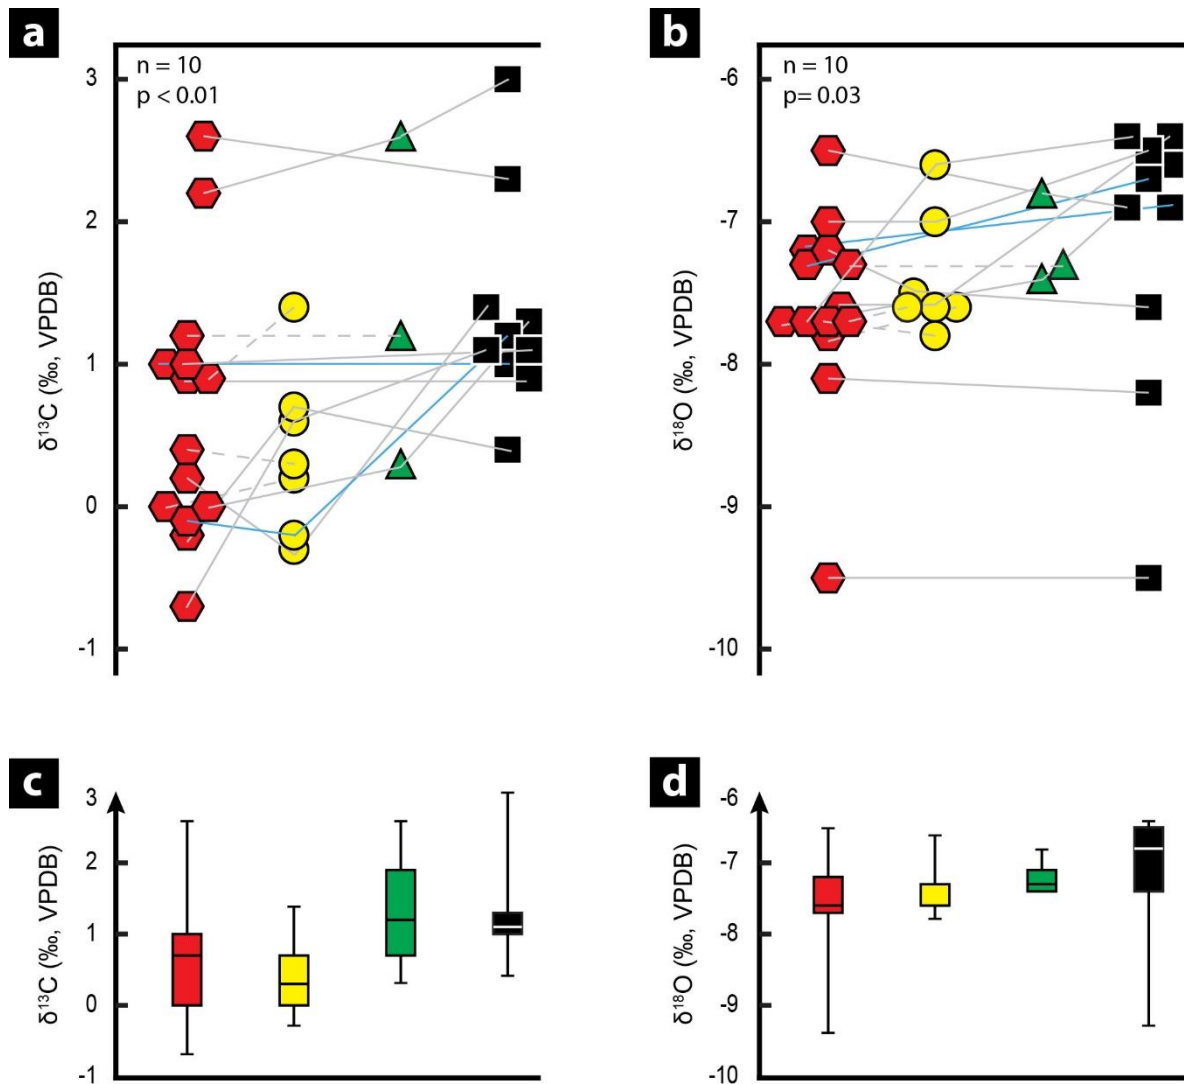 a
n = 10
p < 0.01
3
2
1
0
-1
δ¹³C (‰, VPDB)
b
n = 10
p= 0.03
-6
-7
-8
-9
-10
δ¹⁸O (‰, VPDB)
c
3
2
1
0
-1
δ¹³C (‰, VPDB)
d
-6
-7
-8
-9
-10
δ¹⁸O (‰, VPDB)